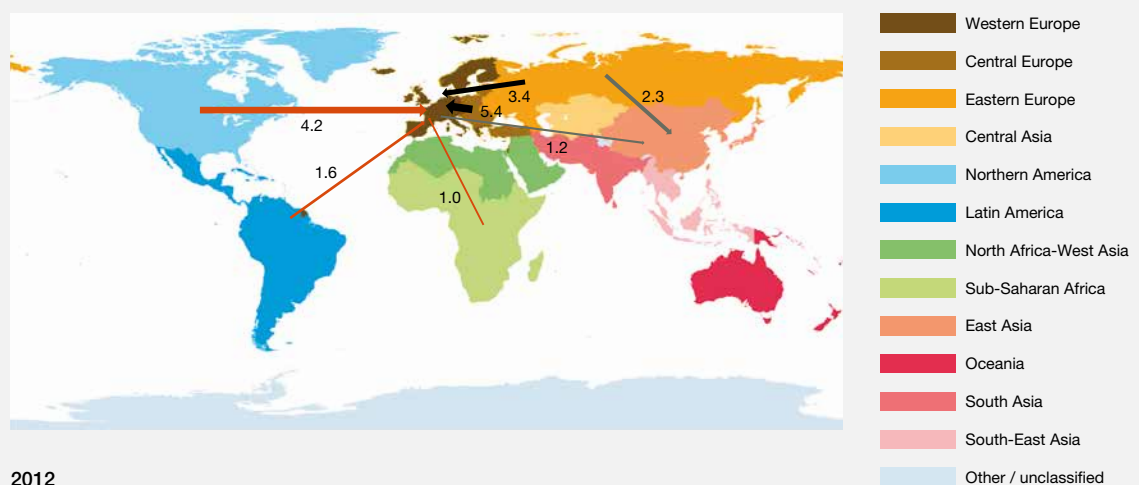 Western Europe
Central Europe
Eastern Europe
Central Asia
Northern America
Latin America
North Africa-West Asia
Sub-Saharan Africa
East Asia
Oceania
South Asia
South-East Asia
Other / unclassified
3.4
2.3
5.4
4.2
1.2
1.6
1.0
2012